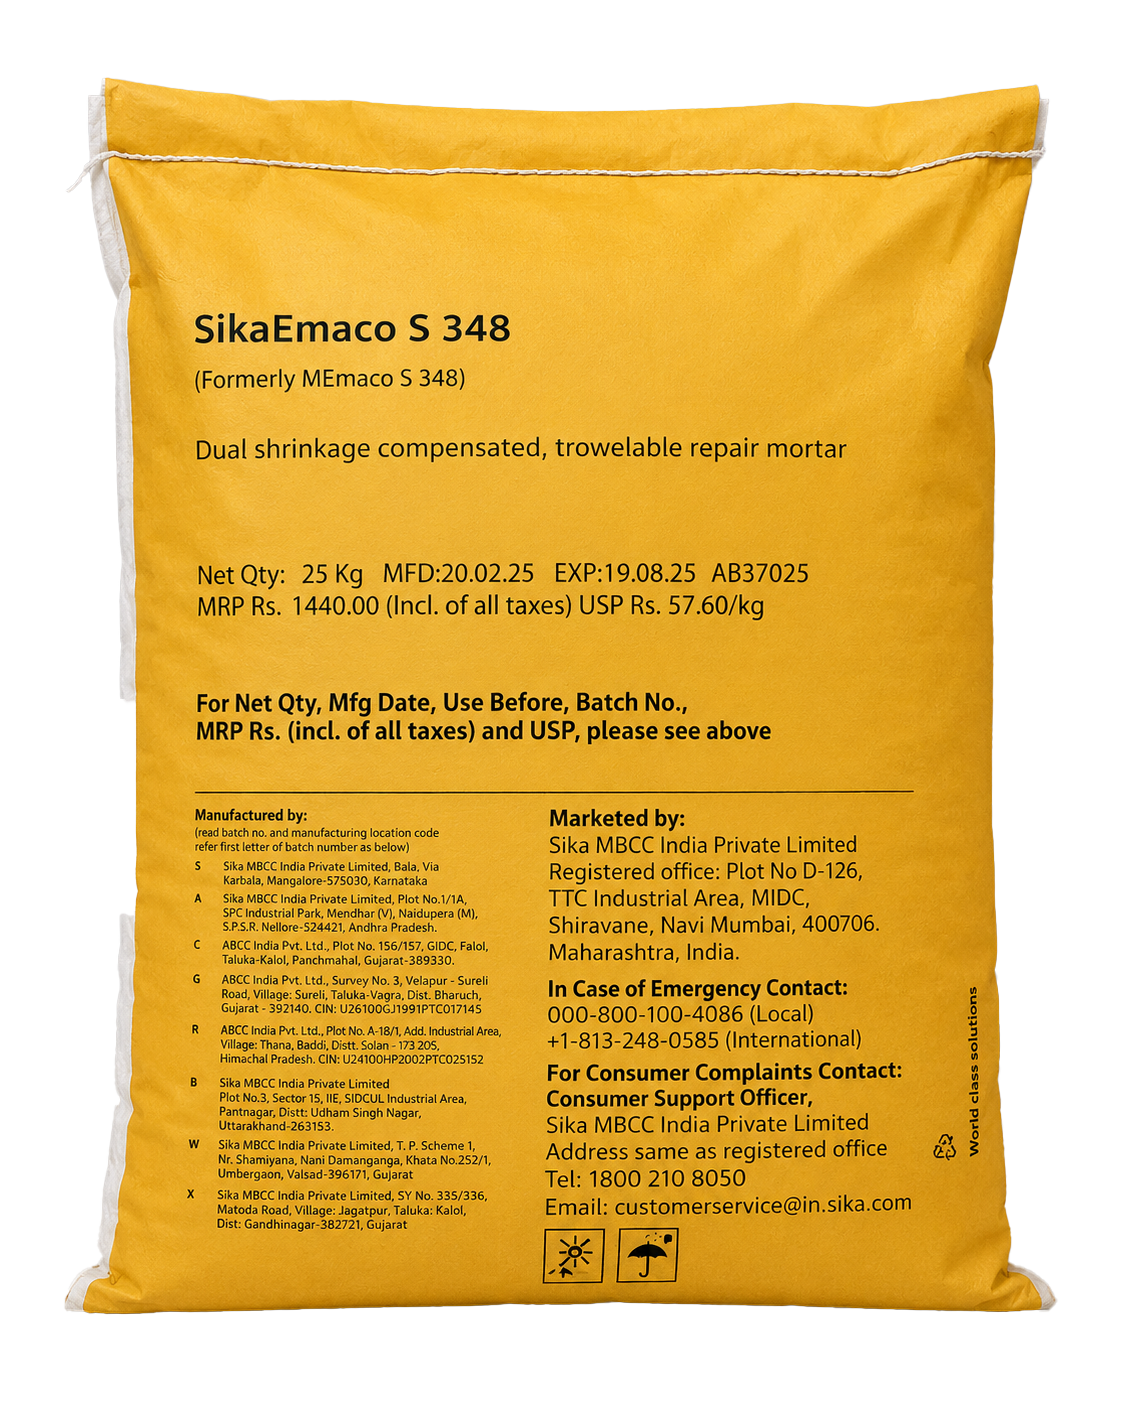 SikaEmaco S 348
(Formerly MEmaco S 348)
Dual shrinkage compensated, trowelable repair mortar
Net Qty: 25 Kg MFD:20.02.25 EXP:19.08.25 AB37025
MRP Rs. 1440.00 (Incl. of all taxes) USP Rs. 57.60/kg
For Net Qty, Mfg Date, Use Before, Batch No.,
MRP Rs. (incl. of all taxes) and USP, please see above
Manufactured by:
(read batch no. and manufacturing location code
refer first letter of batch number as below)
S Sika MBCC India Private Limited, Bala, Via
Karbala, Mangalore-575030, Karnataka
A Sika MBCC India Private Limited, Plot No.1/1A,
SPC Industrial Park, Mendhar (V), Naidupera (M),
S.P.S.R. Nellore-524421, Andhra Pradesh.
C ABCC India Pvt. Ltd., Plot No. 156/157, GIDC, Falol,
Taluka-Kalol, Panchmahal, Gujarat-389330.
G ABCC India Pvt. Ltd., Survey No. 3, Velapur - Sureli
Road, Village: Sureli, Taluka-Vagra, Dist. Bharuch,
Gujarat - 392140. CIN: U26100GJ1991PTC017145
R ABCC India Pvt. Ltd., Plot No. A-18/1, Add. Industrial Area,
Village: Thana, Baddi, Distt. Solan - 173 205,
Himachal Pradesh. CIN: U24100HP2002PTC025152
B Sika MBCC India Private Limited
Plot No.3, Sector 15, IIE, SIDCUL Industrial Area,
Pantnagar, Distt: Udham Singh Nagar,
Uttarakhand-263153.
W Sika MBCC India Private Limited, T. P. Scheme 1,
Nr. Shamiyana, Nani Damanganga, Khata No.252/1,
Umbergaon, Valsad-396171, Gujarat
X Sika MBCC India Private Limited, SY No. 335/336,
Matoda Road, Village: Jagatpur, Taluka: Kalol,
Dist: Gandhinagar-382721, Gujarat
Marketed by:
Sika MBCC India Private Limited
Registered office: Plot No D-126,
TTC Industrial Area, MIDC,
Shiravane, Navi Mumbai, 400706.
Maharashtra, India.
In Case of Emergency Contact:
000-800-100-4086 (Local)
+1-813-248-0585 (International)
For Consumer Complaints Contact:
Consumer Support Officer,
Sika MBCC India Private Limited
Address same as registered office
Tel: 1800 210 8050
Email: customerservice@in.sika.com
World class solutions